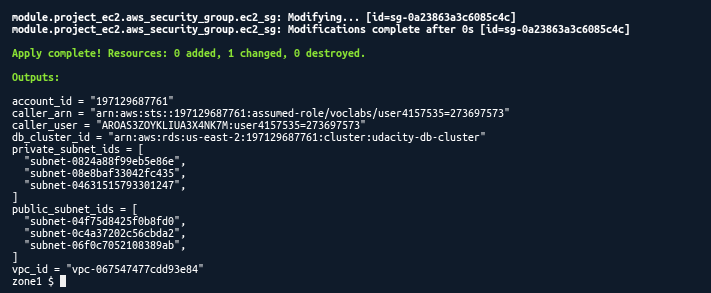 module.project_ec2.aws_security_group.ec2_sg: Modifying... [id=sg-0a23863a3c6085c4c]
module.project_ec2.aws_security_group.ec2_sg: Modifications complete after 0s [id=sg-0a23863a3c6085c4c]
Apply complete! Resources: 0 added, 1 changed, 0 destroyed.
Outputs:
account_id = "197129687761"
caller_arn = "arn:aws:sts::197129687761:assumed-role/voclabs/user4157535=273697573"
caller_user = "AROAS3ZOYKLIUA3X4NK7M:user4157535=273697573"
db_cluster_id = "arn:aws:rds:us-east-2:197129687761:cluster:udacity-db-cluster"
private_subnet_ids = [
  "subnet-0824a88f99eb5e86e",
  "subnet-08e8baf33042fc435",
  "subnet-04631515793301247",
]
public_subnet_ids = [
  "subnet-04f75d8425f0b8fd0",
  "subnet-0c4a37202c56cbda2",
  "subnet-06f0c7052108389ab",
]
vpc_id = "vpc-067547477cdd93e84"
zone1 $